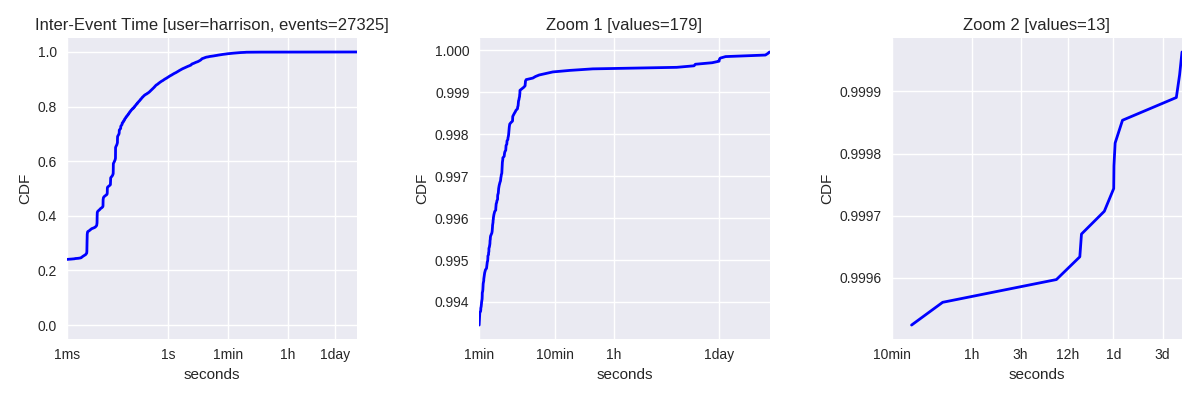 Inter-Event Time [user=harrison, events=27325]
1.0
0.8
0.6
0.4
0.2
0.0
CDF
1ms 1s 1min 1h 1day
seconds
Zoom 1 [values=179]
1.000
0.999
0.998
0.997
0.996
0.995
0.994
CDF
1min 10min 1h 1day
seconds
Zoom 2 [values=13]
0.9999
0.9998
0.9997
0.9996
CDF
10min 1h 3h 12h 1d 3d
seconds